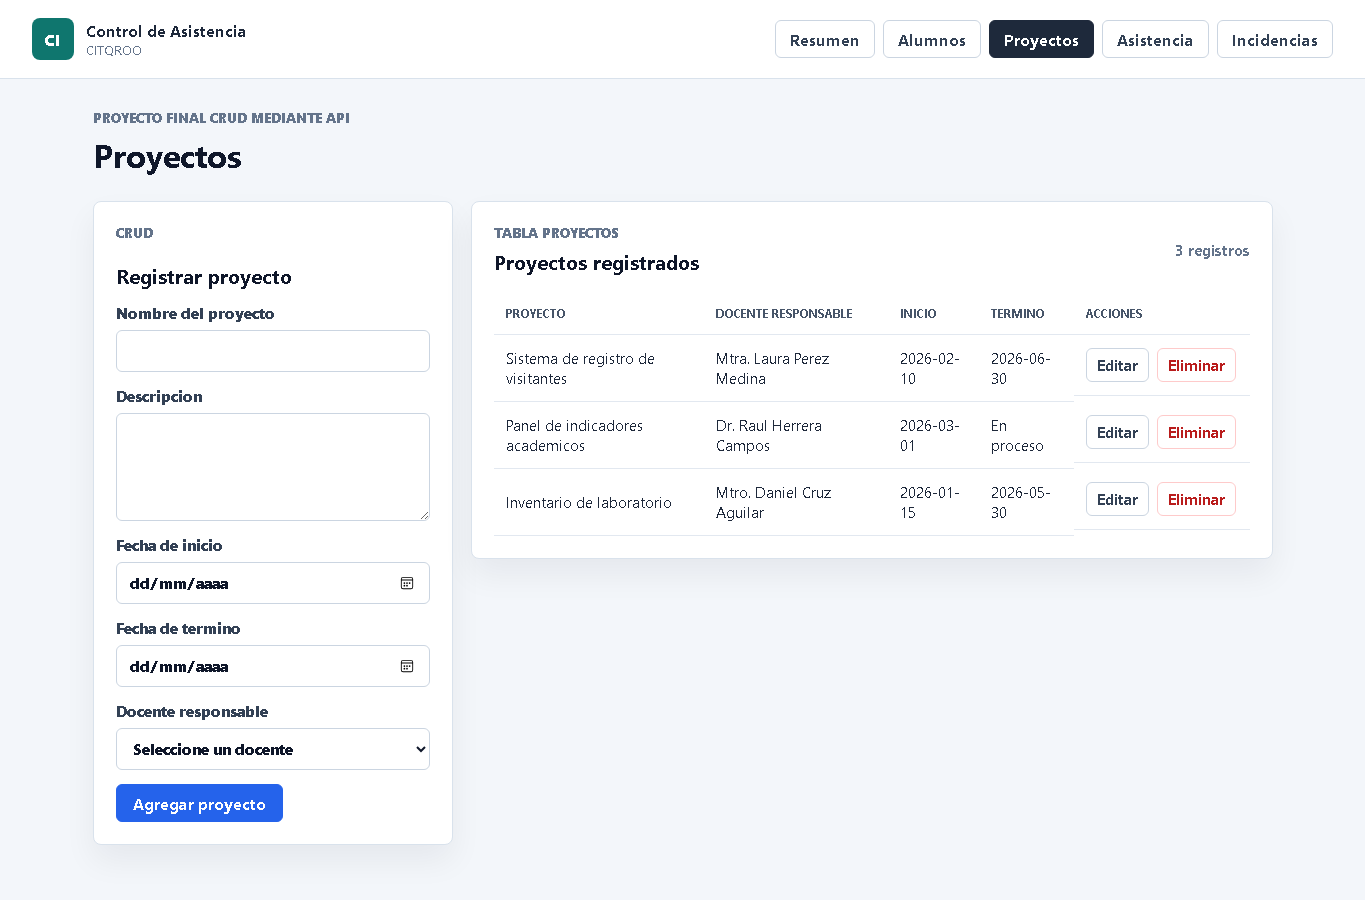 CI
Control de Asistencia
CITQROO
Resumen
Alumnos
Proyectos
Asistencia
Incidencias
PROYECTO FINAL CRUD MEDIANTE API
Proyectos
CRUD
Registrar proyecto
Nombre del proyecto
Descripcion
Fecha de inicio
dd/mm/aaaa
Fecha de termino
dd/mm/aaaa
Docente responsable
Seleccione un docente
Agregar proyecto
TABLA PROYECTOS
Proyectos registrados
3 registros
PROYECTO DOCENTE RESPONSABLE INICIO TERMINO ACCIONES
Sistema de registro de
visitantes
Mtra. Laura Perez
Medina
2026-02-
10
2026-06-
30
Editar
Eliminar
Panel de indicadores
academicos
Dr. Raul Herrera
Campos
2026-03-
01
En
proceso
Editar
Eliminar
Inventario de laboratorio
Mtro. Daniel Cruz
Aguilar
2026-01-
15
2026-05-
30
Editar
Eliminar